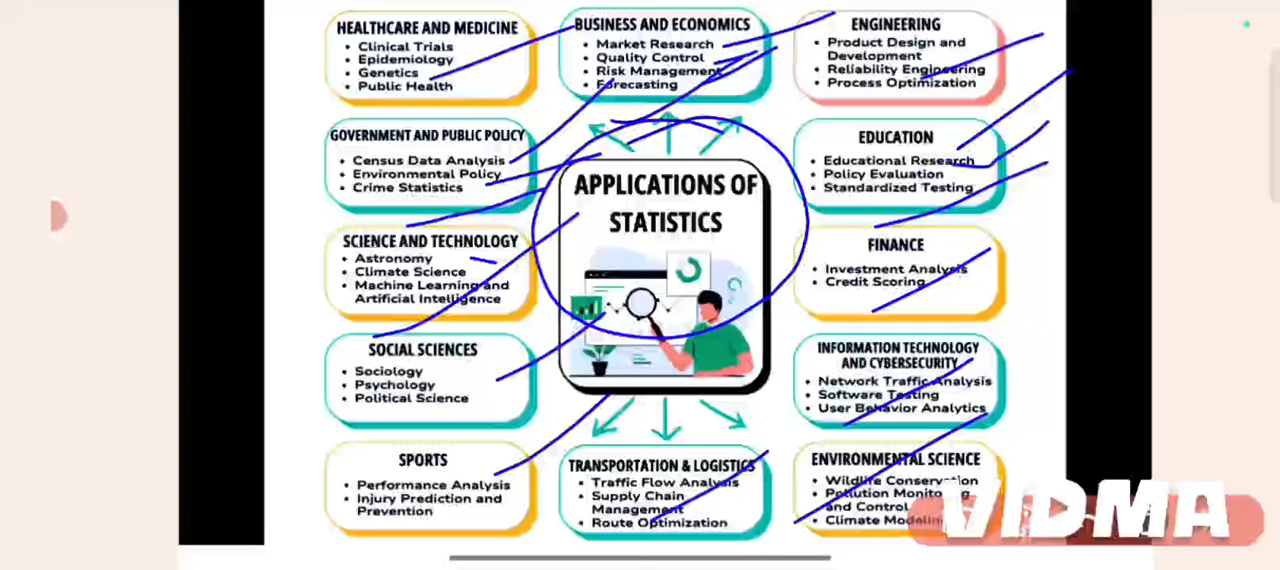 HEALTHCARE AND MEDICINE
• Clinical Trials
• Epidemiology
• Genetics
• Public Health
BUSINESS AND ECONOMICS
• Market Research
• Quality Control
• Risk Management
• Forecasting
ENGINEERING
• Product Design and
Development
• Reliability Engineering
• Process Optimization
GOVERNMENT AND PUBLIC POLICY
• Census Data Analysis
• Environmental Policy
• Crime Statistics
APPLICATIONS OF
STATISTICS
EDUCATION
• Educational Research
• Policy Evaluation
• Standardized Testing
SCIENCE AND TECHNOLOGY
• Astronomy
• Climate Science
• Machine Learning and
Artificial Intelligence
FINANCE
• Investment Analysis
• Credit Scoring
SOCIAL SCIENCES
• Sociology
• Psychology
• Political Science
INFORMATION TECHNOLOGY
AND CYBERSECURITY
• Network Traffic Analysis
• Software Testing
• User Behavior Analytics
SPORTS
• Performance Analysis
• Injury Prediction and
Prevention
TRANSPORTATION & LOGISTICS
• Traffic Flow Analysis
• Supply Chain
Management
• Route Optimization
ENVIRONMENTAL SCIENCE
• Wildlife Conservation
• Pollution
and Control
• Climate
VIDMA